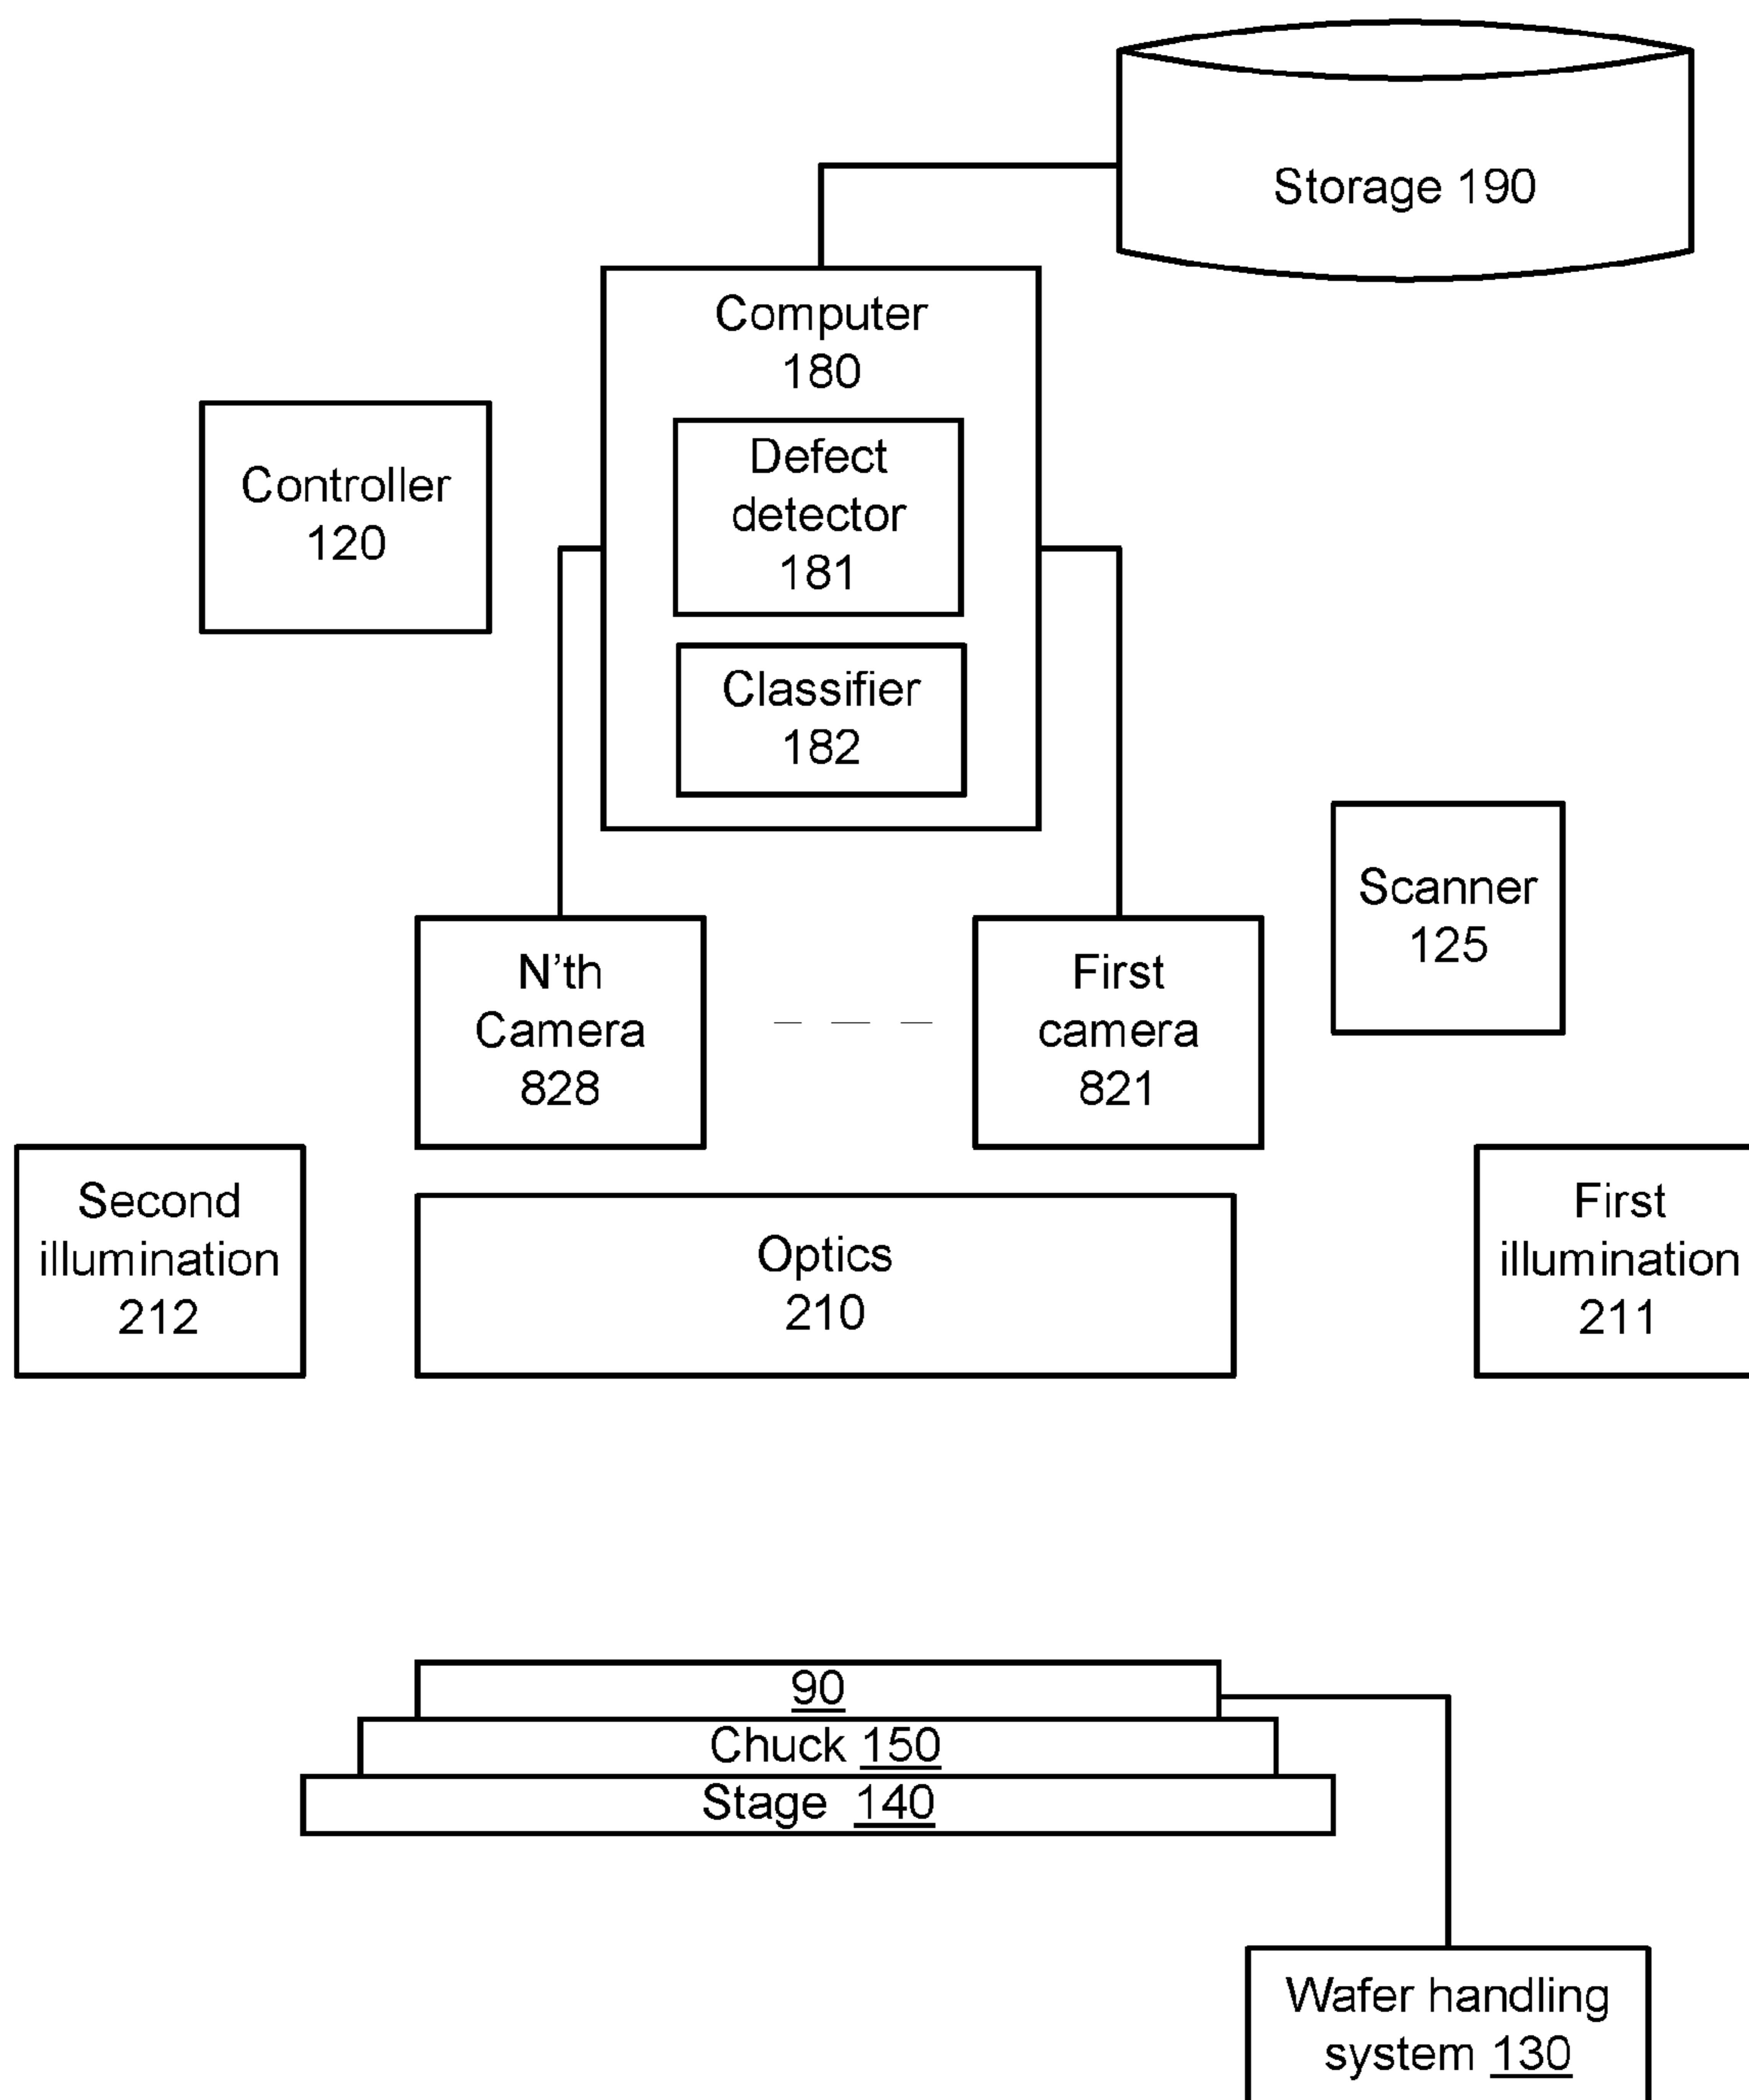 Storage 190
Computer
180
Defect
detector
181
Classifier
182
Controller
120
Scanner
125
N'th
Camera
828
First
camera
821
Second
illumination
212
Optics
210
First
illumination
211
90
Chuck 150
Stage 140
Wafer handling
system 130